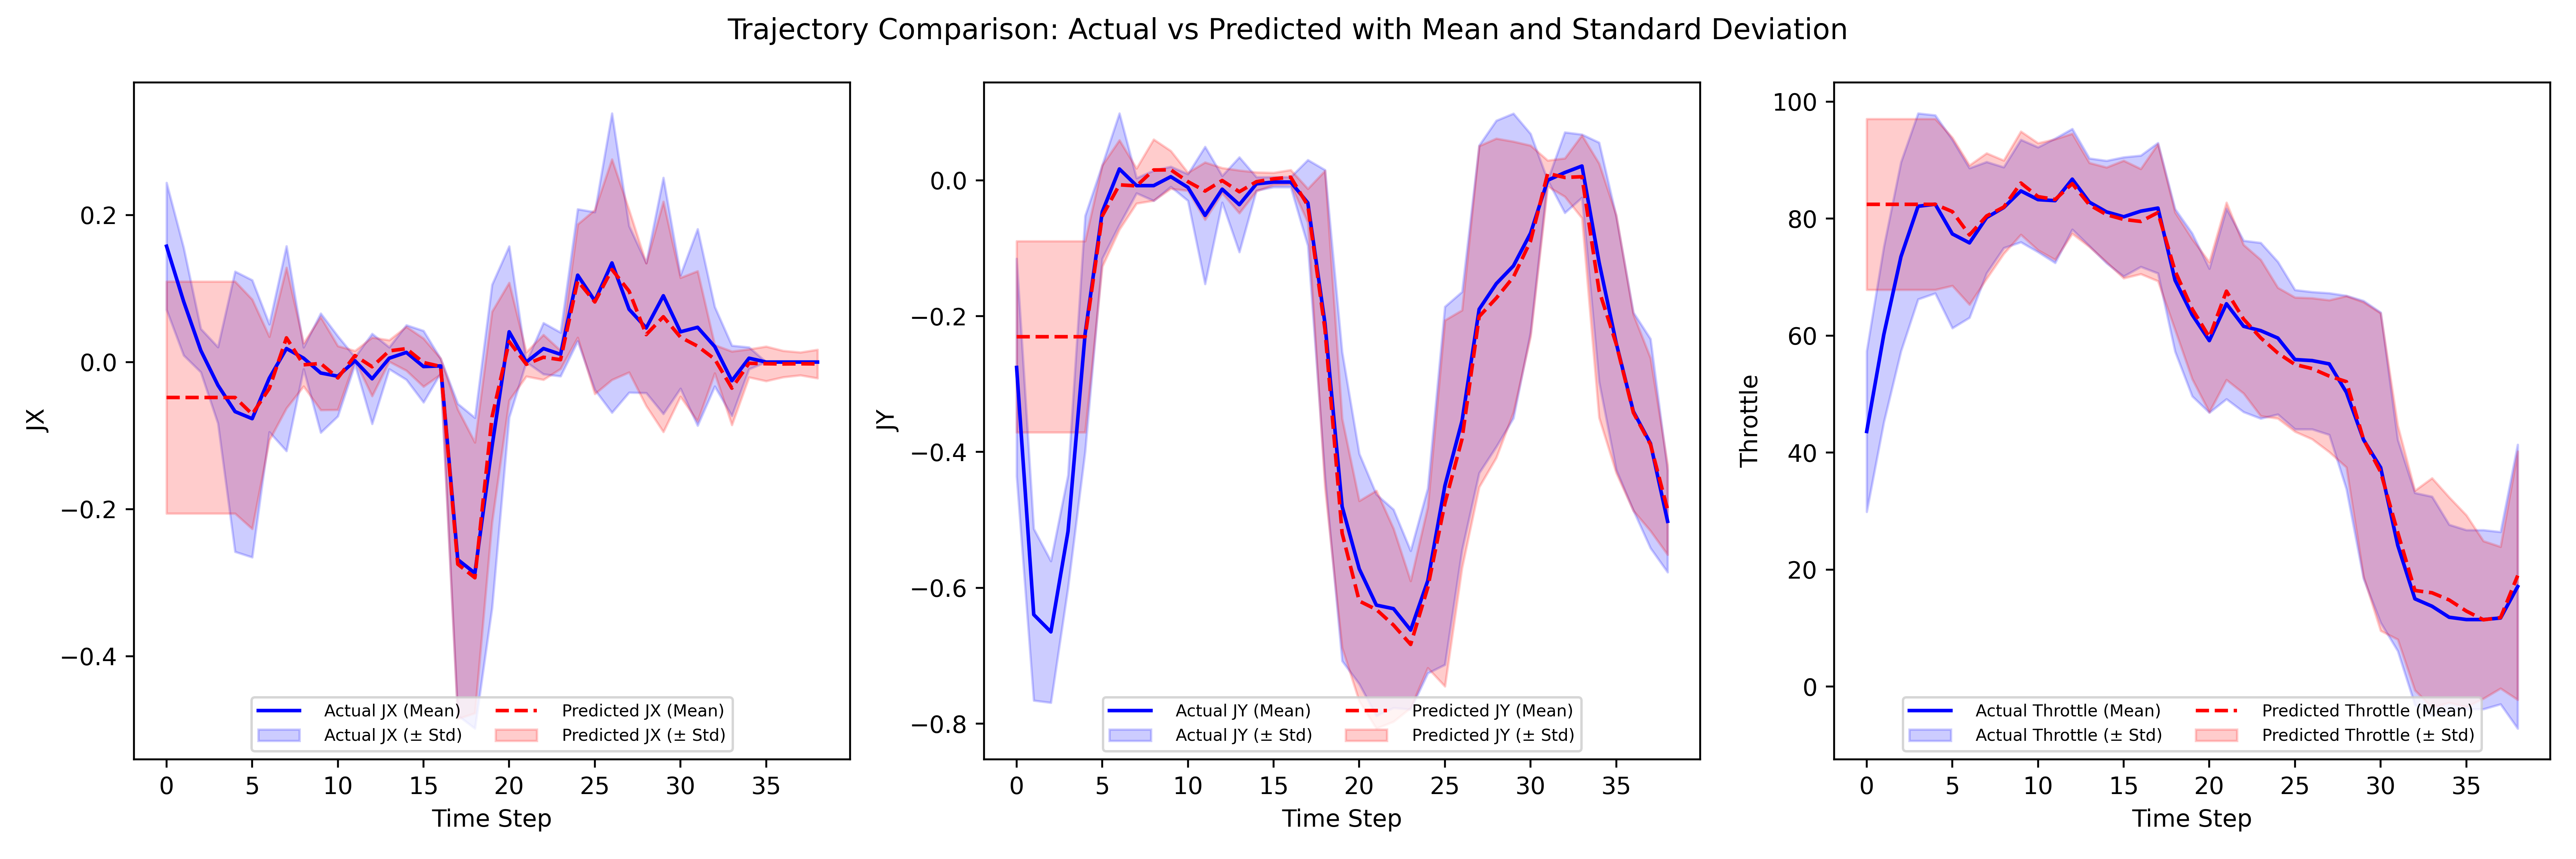 Trajectory Comparison: Actual vs Predicted with Mean and Standard Deviation
JX
0.2
0.0
−0.2
−0.4
Actual JX (Mean)
Actual JX (± Std)
Predicted JX (Mean)
Predicted JX (± Std)
0 5 10 15 20 25 30 35
Time Step
JY
0.0
−0.2
−0.4
−0.6
−0.8
Actual JY (Mean)
Actual JY (± Std)
Predicted JY (Mean)
Predicted JY (± Std)
0 5 10 15 20 25 30 35
Time Step
Throttle
100
80
60
40
20
0
Actual Throttle (Mean)
Actual Throttle (± Std)
Predicted Throttle (Mean)
Predicted Throttle (± Std)
0 5 10 15 20 25 30 35
Time Step